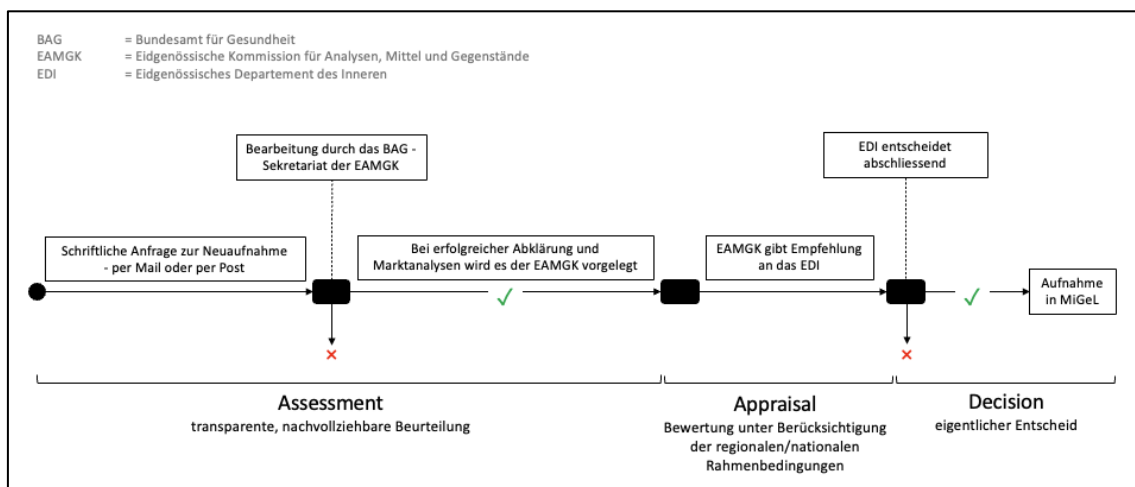 BAG = Bundesamt für Gesundheit
EAMGK = Eidgenössische Kommission für Analysen, Mittel und Gegenstände
EDI = Eidgenössisches Departement des Inneren
Bearbeitung durch das BAG -
Sekretariat der EAMGK
EDI entscheidet
abschliessend
Schriftliche Anfrage zur Neuaufnahme
- per Mail oder per Post
Bei erfolgreicher Abklärung und
Marktanalysen wird es der EAMGK vorgelegt
EAMGK gibt Empfehlung
an das EDI
Aufnahme
in MiGeL
Assessment
transparente, nachvollziehbare Beurteilung
Appraisal
Bewertung unter Berücksichtigung
der regionalen/nationalen
Rahmenbedingungen
Decision
eigentlicher Entscheid